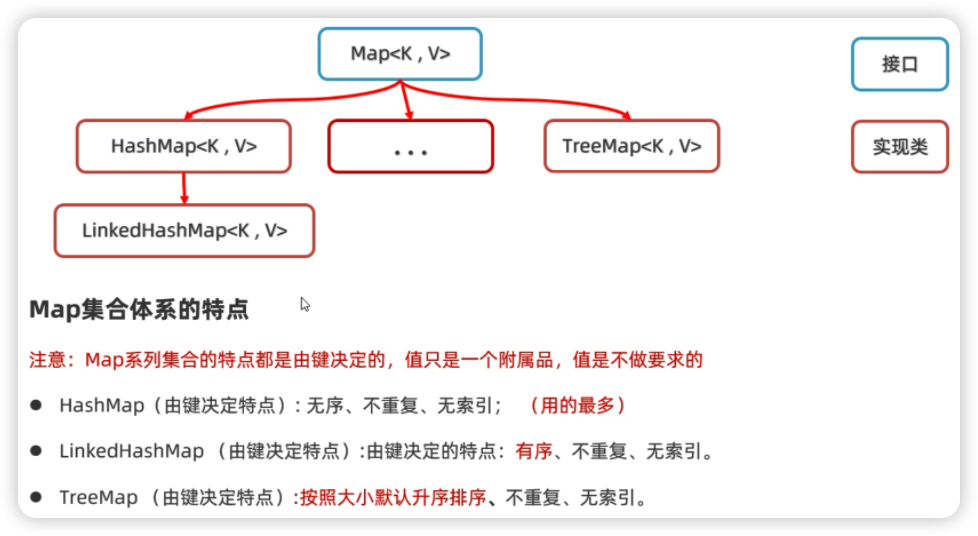 Map<K , V>
接口
HashMap<K , V>
...
TreeMap<K , V>
实现类
LinkedHashMap<K , V>
Map集合体系的特点
注意：Map系列集合的特点都是由键决定的，值只是一个附属品，值是不做要求的
● HashMap（由键决定特点）: 无序、不重复、无索引； （用的最多）
● LinkedHashMap （由键决定特点）:由键决定的特点：有序、不重复、无索引。
● TreeMap （由键决定特点）:按照大小默认升序排序、不重复、无索引。